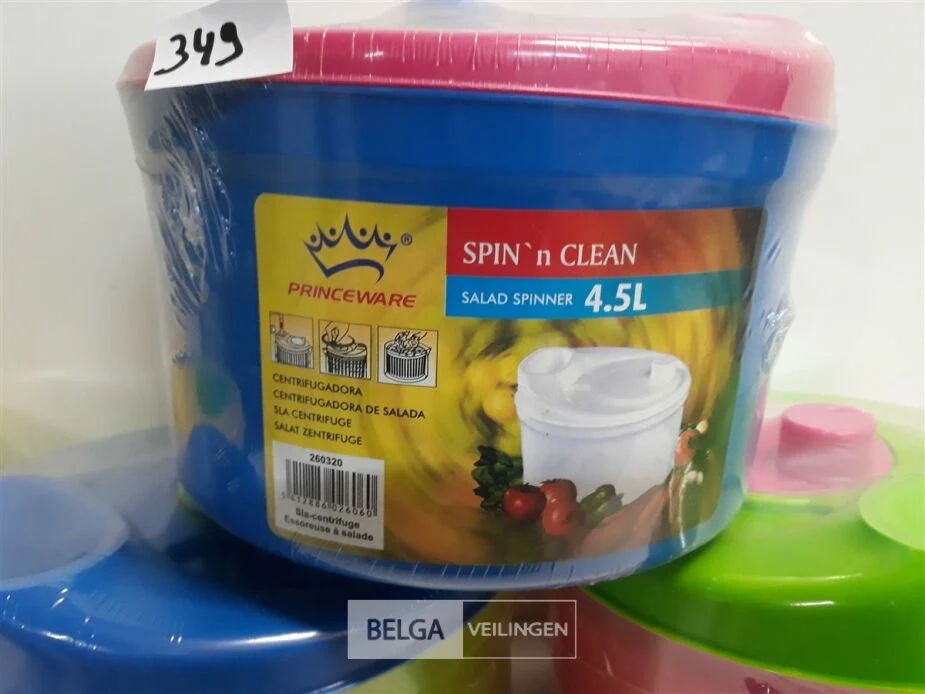 349
PRINCEWARE ®
SPIN`n CLEAN
SALAD SPINNER 4.5L
CENTRIFUGADORA
CENTRIFUGADORA DE SALADA
SLA CENTRIFUGE
SALAT ZENTRIFUGE
260320
5412886026060
Sla-centrifuge
Essoreuse à salade
BELGA VEILINGEN